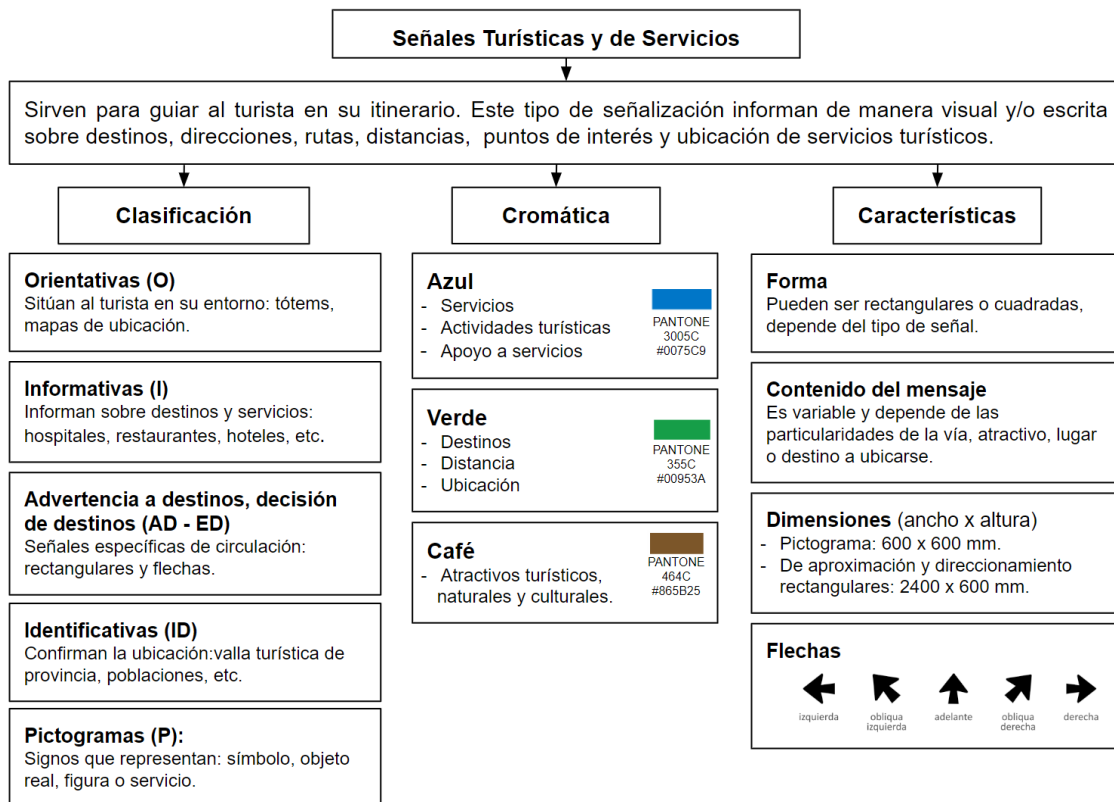 Señales Turísticas y de Servicios
Sirven para guiar al turista en su itinerario. Este tipo de señalización informan de manera visual y/o escrita
sobre destinos, direcciones, rutas, distancias, puntos de interés y ubicación de servicios turísticos.
Clasificación
Orientativas (O)
Sitúan al turista en su entorno: tótems,
mapas de ubicación.
Informativas (I)
Informan sobre destinos y servicios:
hospitales, restaurantes, hoteles, etc.
Advertencia a destinos, decisión
de destinos (AD - ED)
Señales específicas de circulación:
rectangulares y flechas.
Identificativas (ID)
Confirman la ubicación:valla turística de
provincia, poblaciones, etc.
Pictogramas (P):
Signos que representan: símbolo, objeto
real, figura o servicio.
Cromática
Azul
- Servicios
- Actividades turísticas
- Apoyo a servicios
PANTONE
3005C
#0075C9
Verde
- Destinos
- Distancia
- Ubicación
PANTONE
355C
#00953A
Café
- Atractivos turísticos,
naturales y culturales.
PANTONE
464C
#865B25
Características
Forma
Pueden ser rectangulares o cuadradas,
depende del tipo de señal.
Contenido del mensaje
Es variable y depende de las
particularidades de la vía, atractivo, lugar
o destino a ubicarse.
Dimensiones (ancho x altura)
- Pictograma: 600 x 600 mm.
- De aproximación y direccionamiento
rectangulares: 2400 x 600 mm.
Flechas
izquierda
obliqua
izquierda
adelante
obliqua
derecha
derecha